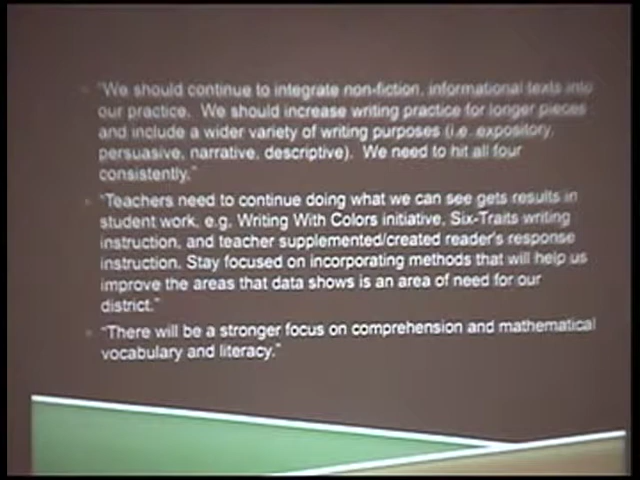 "We should continue to integrate non-fiction, informational texts into
our practice. We should increase writing practice for longer pieces
and include a wider variety of writing purposes (i.e. expository,
persuasive, narrative, descriptive). We need to hit all four
consistently."
"Teachers need to continue doing what we can see gets results in
student work, e.g. Writing With Colors initiative, Six-Traits writing
instruction, and teacher supplemented/created reader's response
instruction. Stay focused on incorporating methods that will help us
improve the areas that data shows is an area of need for our
district."
"There will be a stronger focus on comprehension and mathematical
vocabulary and literacy."